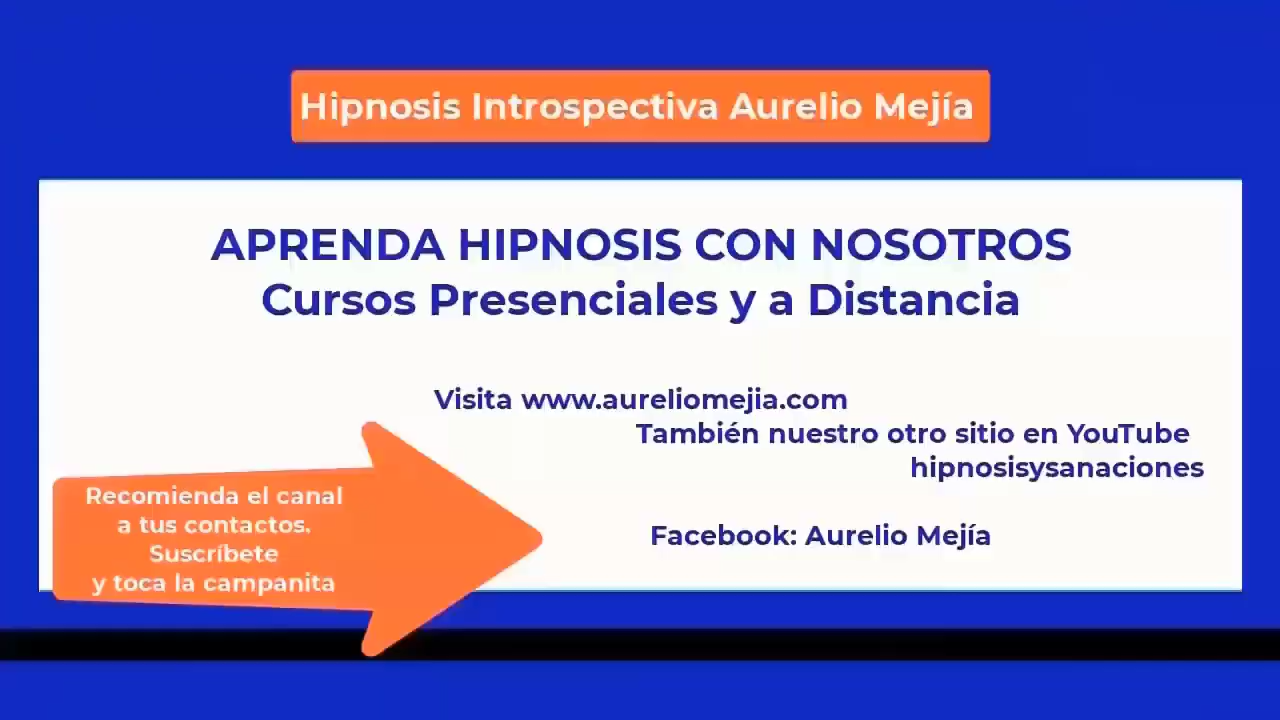 Hipnosis Introspectiva Aurelio Mejía
APRENDA HIPNOSIS CON NOSOTROS
Cursos Presenciales y a Distancia
Visita www.aureliomejia.com
También nuestro otro sitio en YouTube
hipnosisysanaciones
Facebook: Aurelio Mejía
Recomienda el canal
a tus contactos.
Suscríbete
y toca la campanita